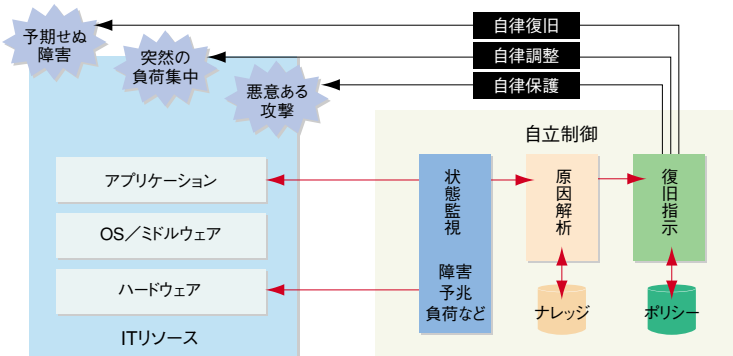 予期せぬ
障害
突然の
負荷集中
悪意ある
攻撃
自律復旧
自律調整
自律保護
自立制御
アプリケーション
OS／ミドルウェア
ハードウェア
ITリソース
状態監視
障害
予兆
負荷など
原因解析
復旧指示
ナレッジ
ポリシー